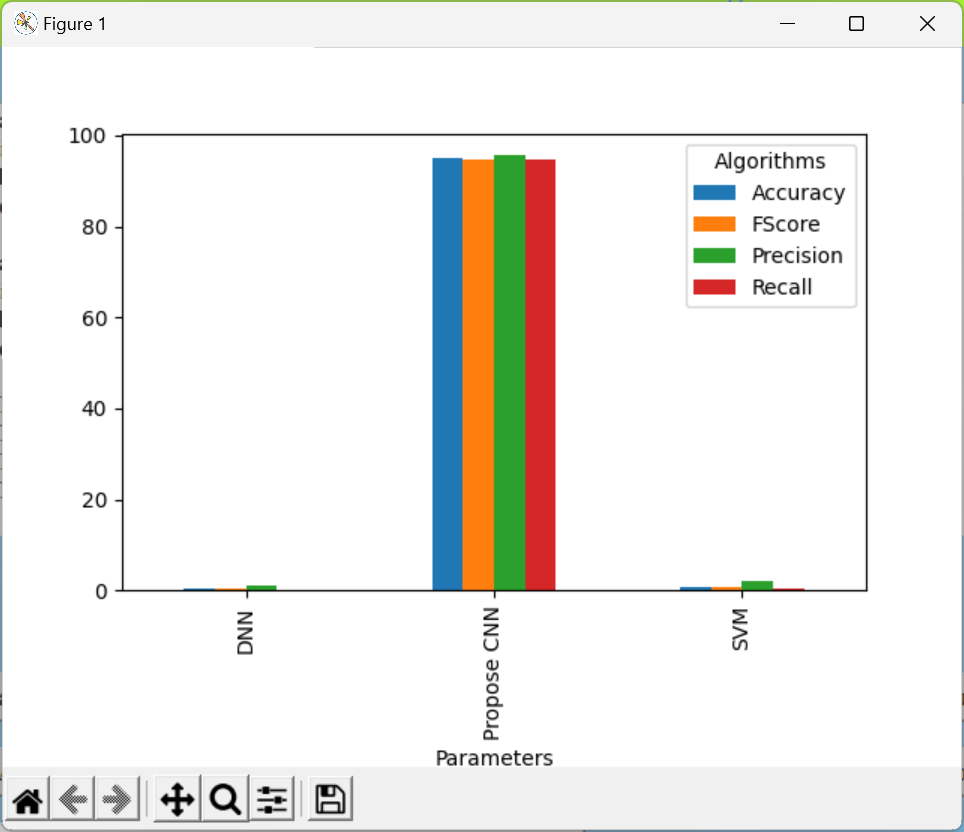 Figure 1
100
80
60
40
20
0
Algorithms
Accuracy
FScore
Precision
Recall
DNN
Propose CNN
SVM
Parameters